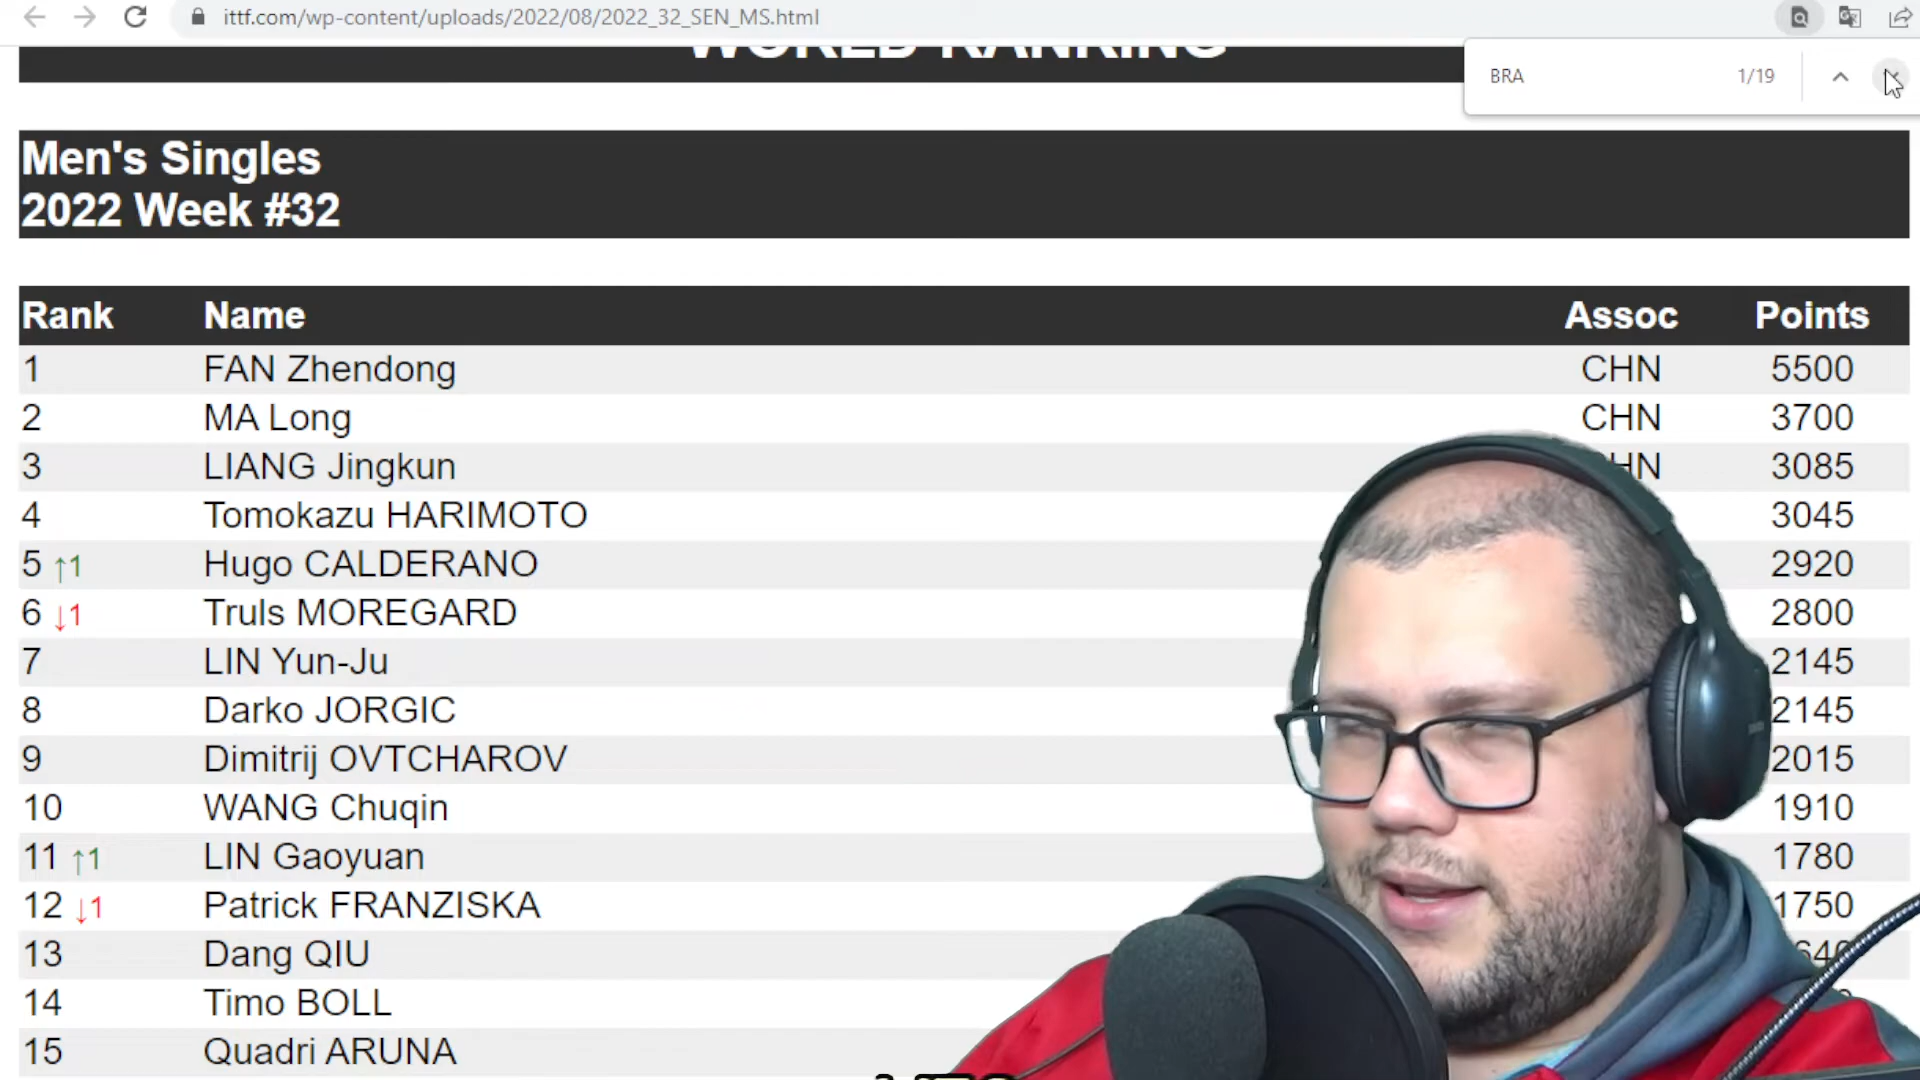 ittf.com/wp-content/uploads/2022/08/2022_32_SEN_MS.html
WORLD RANKING
BRA 1/19
Men's Singles
2022 Week #32
Rank Name Assoc Points
1 FAN Zhendong CHN 5500
2 MA Long CHN 3700
3 LIANG Jingkun HN 3085
4 Tomokazu HARIMOTO 3045
5 ↑1 Hugo CALDERANO 2920
6 ↓1 Truls MOREGARD 2800
7 LIN Yun-Ju 2145
8 Darko JORGIC 2145
9 Dimitrij OVTCHAROV 2015
10 WANG Chuqin 1910
11 ↑1 LIN Gaoyuan 1780
12 ↓1 Patrick FRANZISKA 1750
13 Dang QIU
14 Timo BOLL
15 Quadri ARUNA